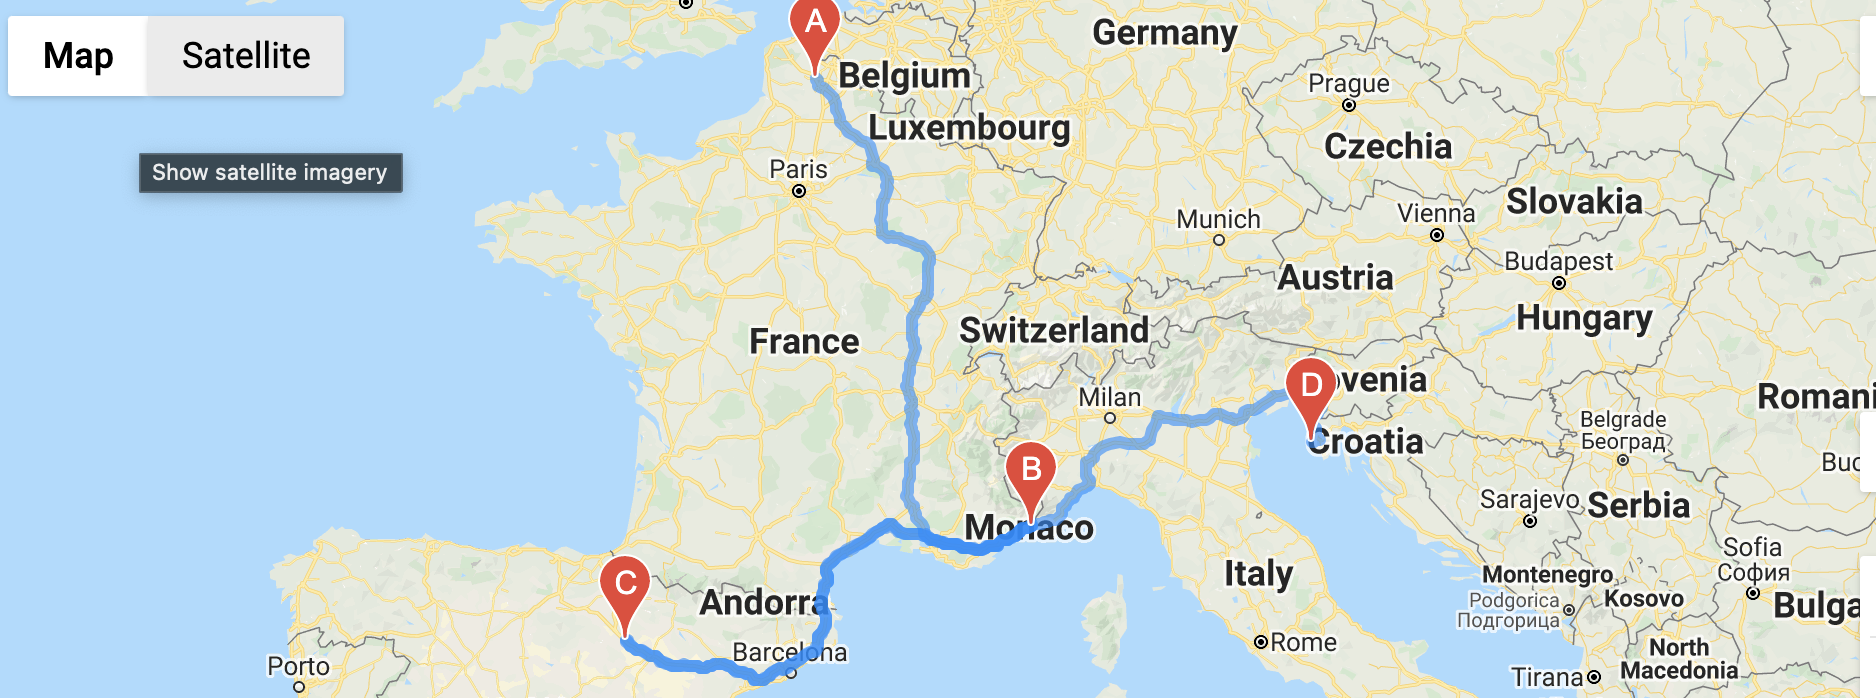 Map
Satellite
Show satellite imagery
A
Belgium
Germany
Luxembourg
Prague
Czechia
Paris
Slovakia
Munich
Vienna
Budapest
Austria
Hungary
Switzerland
France
Milan
D
ovenia
Romani
Croatia
Belgrade
Београд
B
Monaco
Sarajevo
Serbia
Buc
Sofia
София
C
Andorra
Italy
Montenegro
Podgorica
Подгорица
Kosovo
Bulga
Barcelona
Rome
North
Macedonia
Porto
Tirana